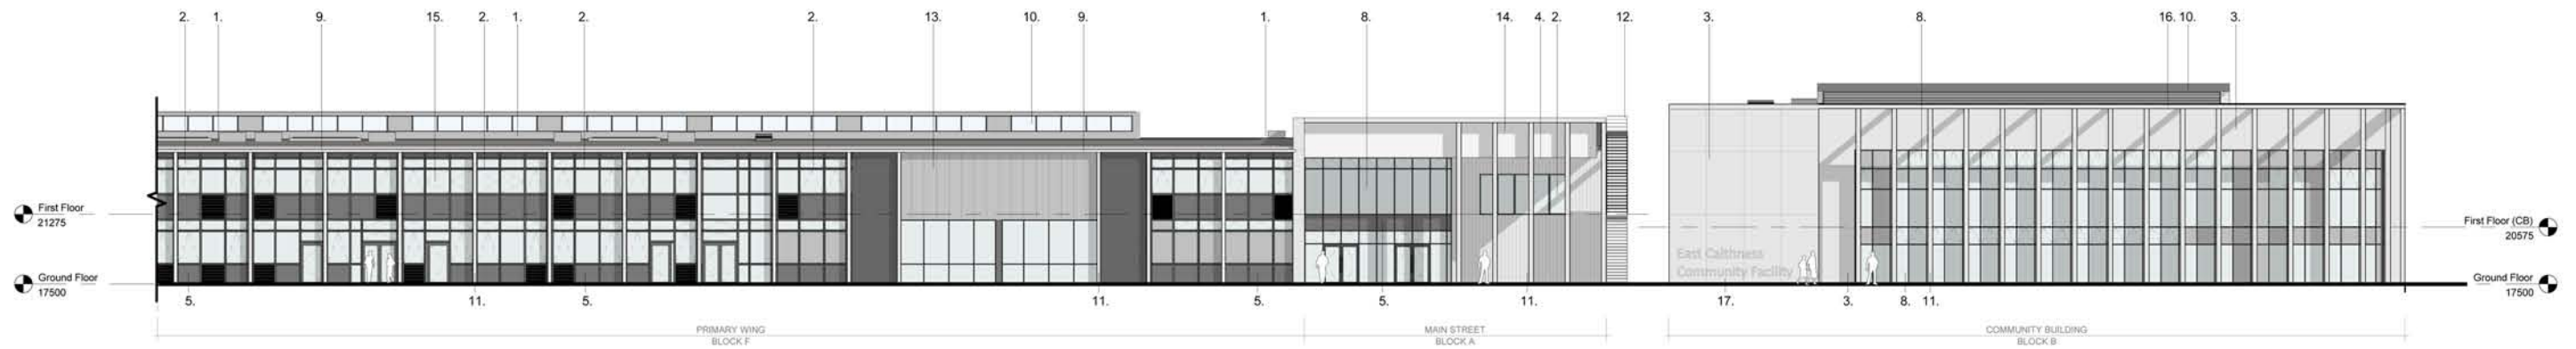 2. 1. 9. 15. 2. 1. 2. 2. 13. 10. 9. 1. 8. 14. 4. 2. 12. 3. 8. 16. 10. 3.
First Floor
21275
First Floor (CB)
20575
East Caithness
Community Facility
Ground Floor
17500
Ground Floor
17500
5. 11. 5. 11. 5. 5. 11. 17. 3. 8. 11.
PRIMARY WING
BLOCK F
MAIN STREET
BLOCK A
COMMUNITY BUILDING
BLOCK B